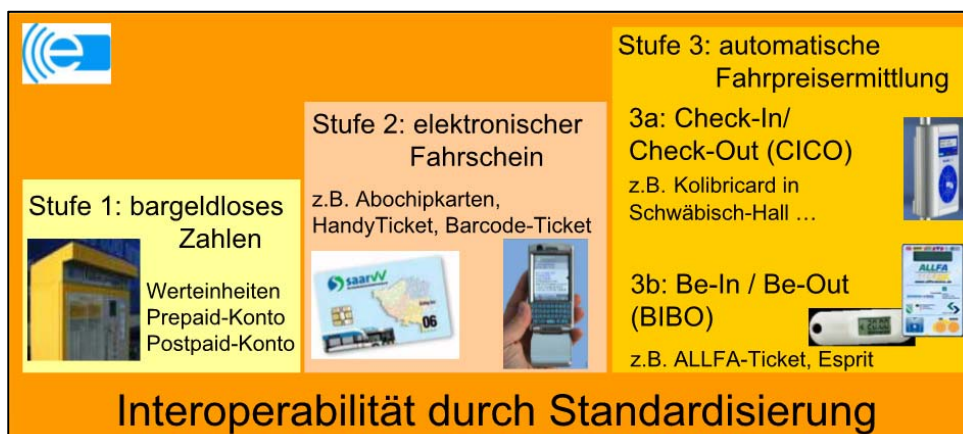 e
Stufe 1: bargeldloses
Zahlen
Werteinheiten
Prepaid-Konto
Postpaid-Konto
Stufe 2: elektronischer
Fahrschein
z.B. Abochipkarten,
HandyTicket, Barcode-Ticket
saarVV
06
Stufe 3: automatische
Fahrpreisermittlung
3a: Check-In/
Check-Out (CICO)
z.B. Kolibricard in
Schwäbisch-Hall ...
3b: Be-In / Be-Out
(BIBO)
ALLFA
z.B. ALLFA-Ticket, Esprit
Interoperabilität durch Standardisierung